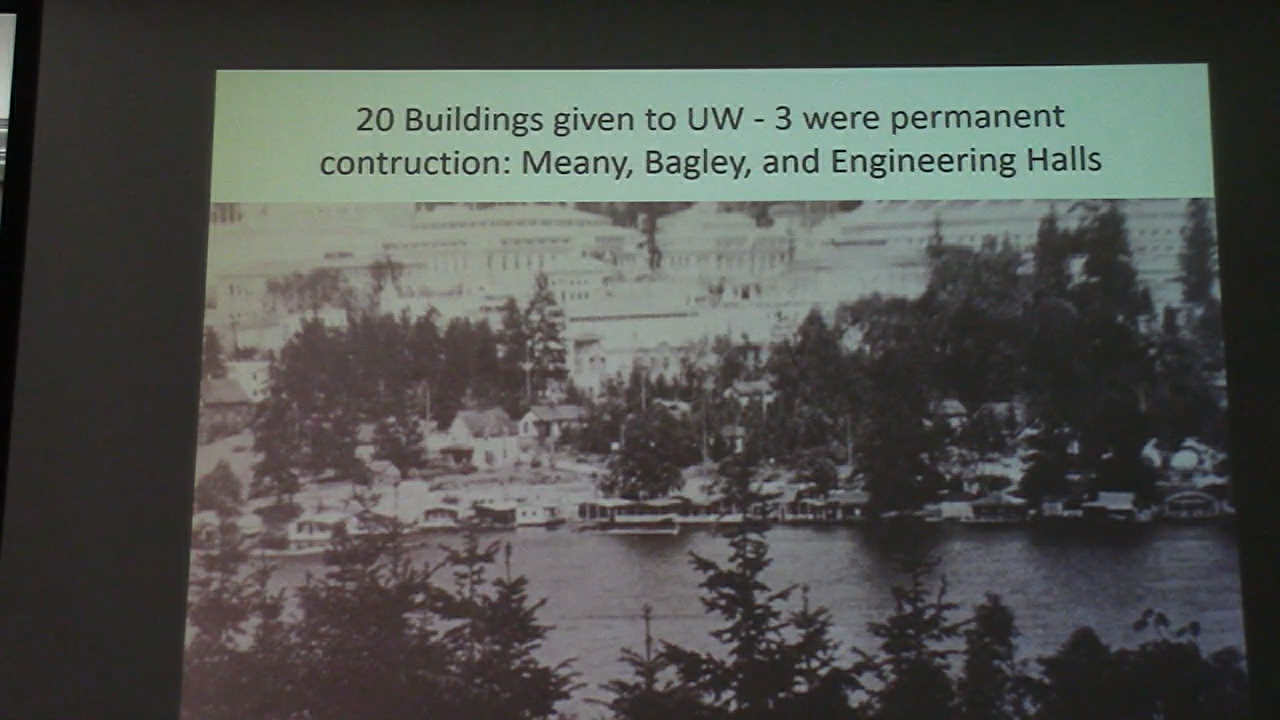 20 Buildings given to UW - 3 were permanent
contruction: Meany, Bagley, and Engineering Halls